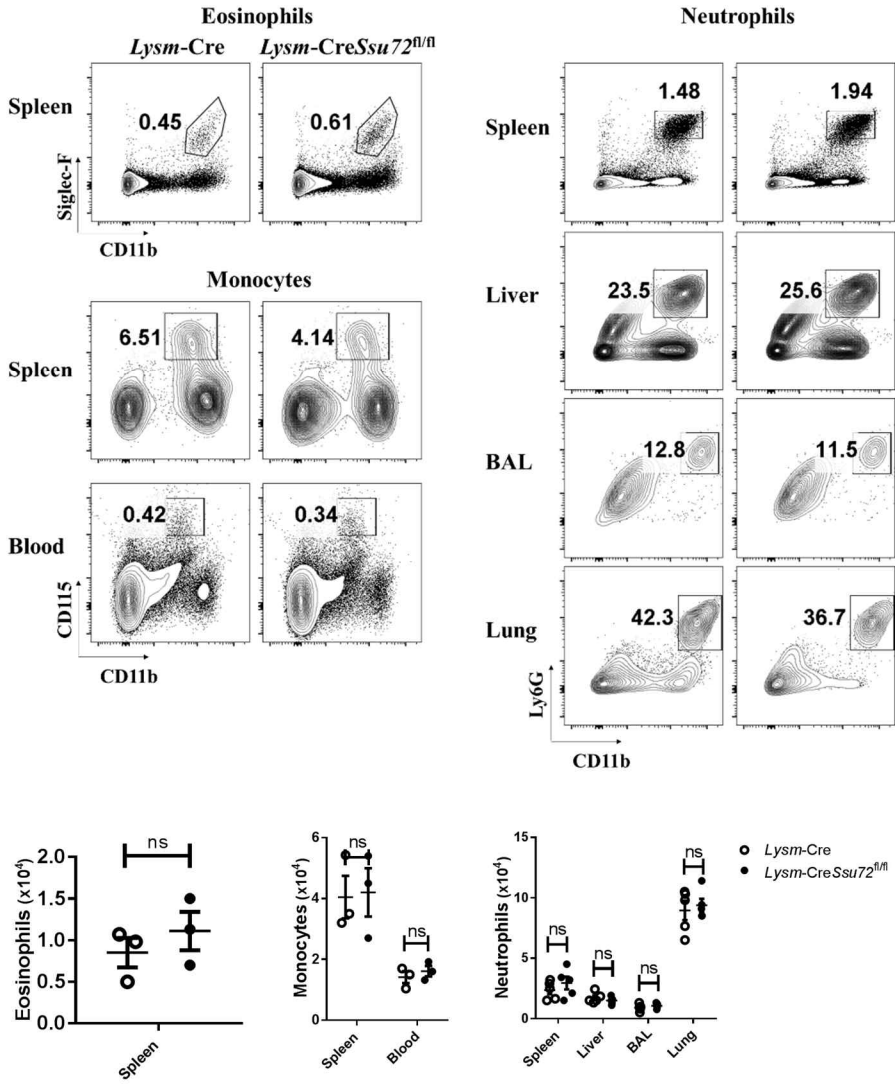 Eosinophils
Lysm-Cre Lysm-CreSsu72fl/fl
Spleen
0.45
0.61
Siglec-F
CD11b
Monocytes
Spleen
6.51
4.14
Blood
0.42
0.34
CD115
CD11b
Neutrophils
Spleen
1.48
1.94
Liver
23.5
25.6
BAL
12.8
11.5
Lung
42.3
36.7
Ly6G
CD11b
Eosinophils (x10⁴)
2.0
1.5
1.0
0.5
0.0
ns
Spleen
Monocytes (x10⁴)
6
4
2
0
ns
ns
Spleen
Blood
Neutrophils (x10⁴)
15
10
5
0
ns
ns
ns
ns
Spleen
Liver
BAL
Lung
Lysm-Cre
Lysm-CreSsu72fl/fl